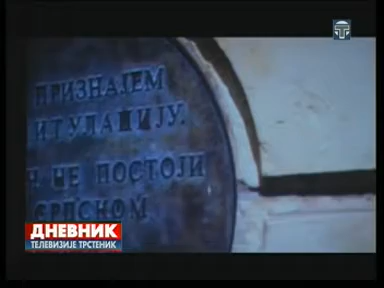 ПРИЗНАЈЕМ
ИТУЛАЦИЈУ.
НЕ ПОСТОЈИ
СРПСКОМ
ДНЕВНИК
ТЕЛЕВИЗИЈЕ ТРСТЕНИК